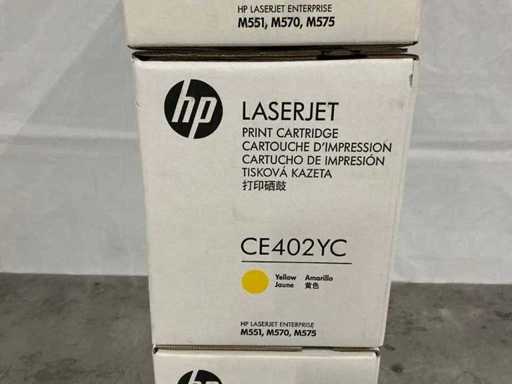 HP LASERJET ENTERPRISE
M551, M570, M575
hp
LASERJET
PRINT CARTRIDGE
CARTOUCHE D'IMPRESSION
CARTUCHO DE IMPRESIÓN
TISKOVÁ KAZETA
打印硒鼓
CE402YC
Yellow Amarillo
Jaune 黄色
HP LASERJET ENTERPRISE
M551, M570, M575
hp